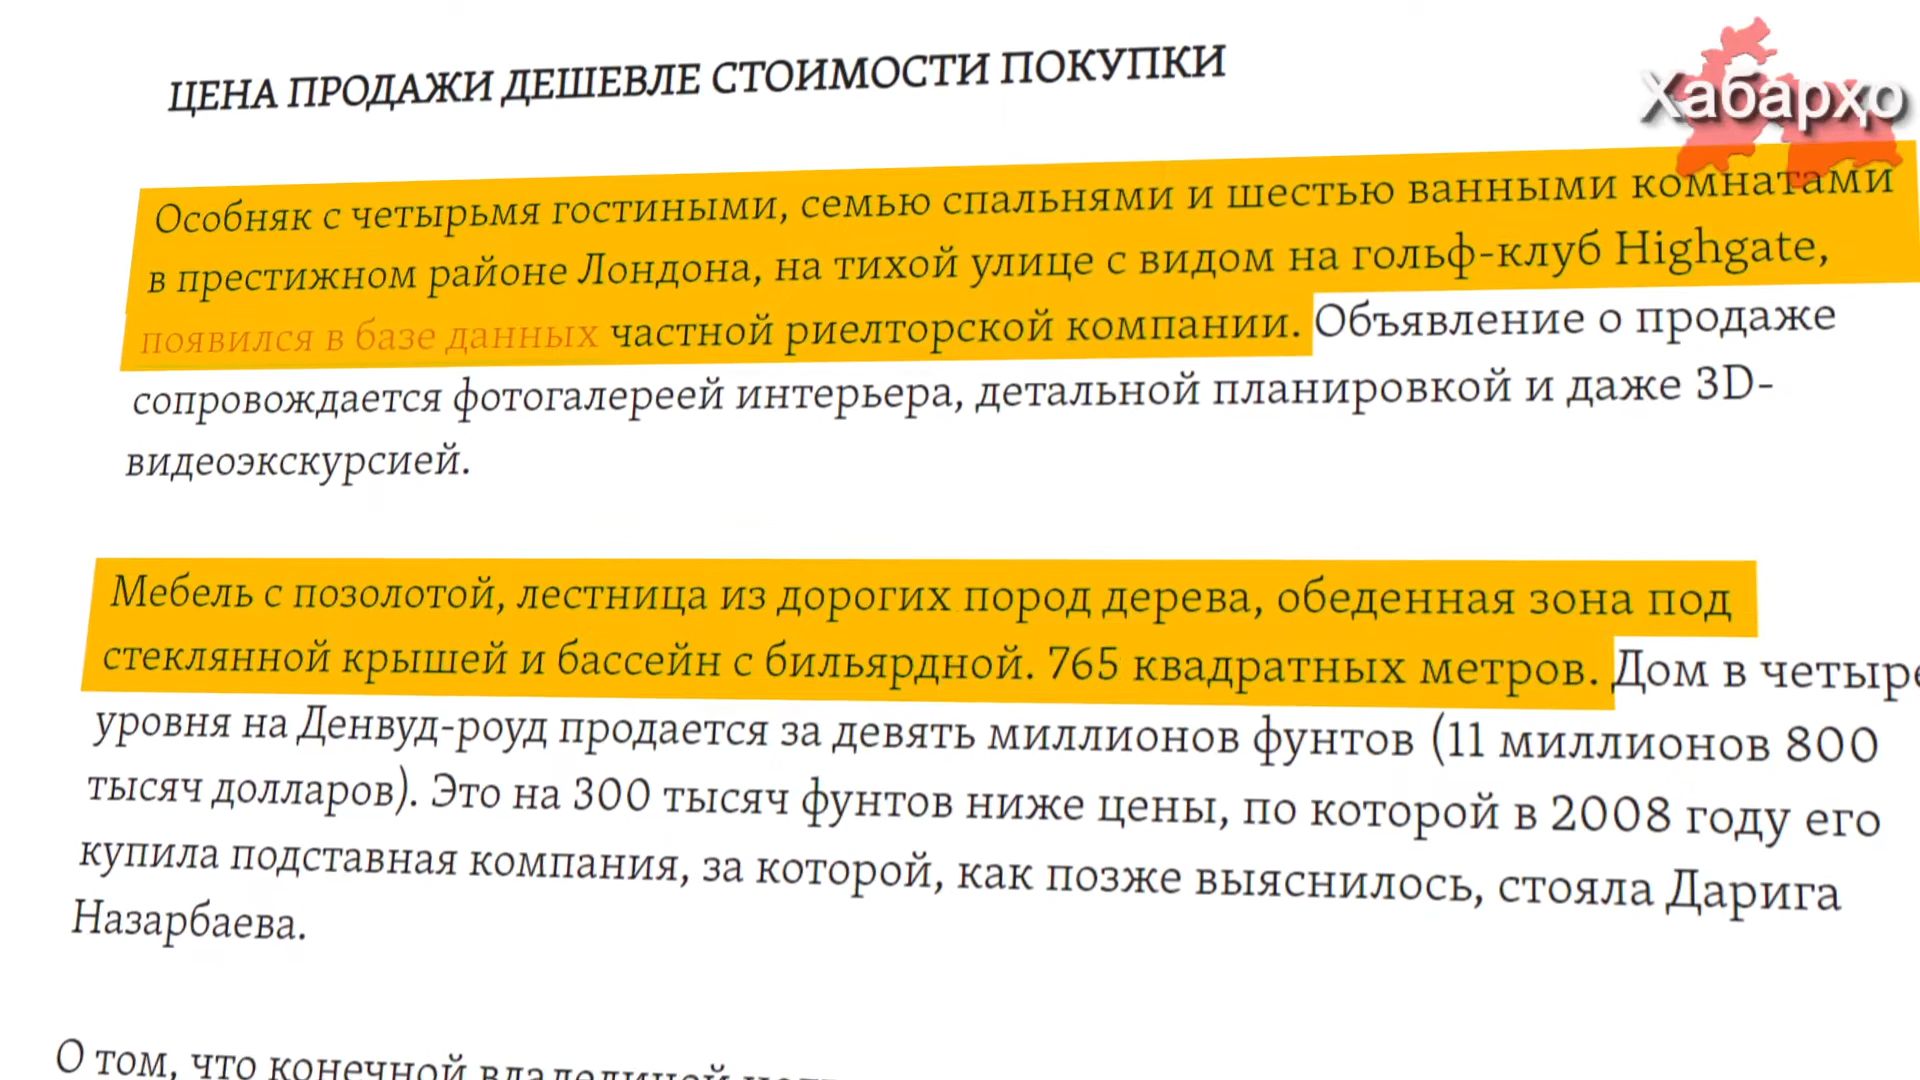 ЦЕНА ПРОДАЖИ ДЕШЕВЛЕ СТОИМОСТИ ПОКУПКИ
Хабарҳо
Особняк с четырьмя гостиными, семью спальнями и шестью ванными комнатами
в престижном районе Лондона, на тихой улице с видом на гольф-клуб Highgate,
появился в базе данных частной риелторской компании. Объявление о продаже
сопровождается фотогалереей интерьера, детальной планировкой и даже 3D-
видеоэкскурсией.
Мебель с позолотой, лестница из дорогих пород дерева, обеденная зона под
стеклянной крышей и бассейн с бильярдной. 765 квадратных метров. Дом в четыре
уровня на Денвуд-роуд продается за девять миллионов фунтов (11 миллионов 800
тысяч долларов). Это на 300 тысяч фунтов ниже цены, по которой в 2008 году его
купила подставная компания, за которой, как позже выяснилось, стояла Дарига
Назарбаева.
О том, что конечной владелицей